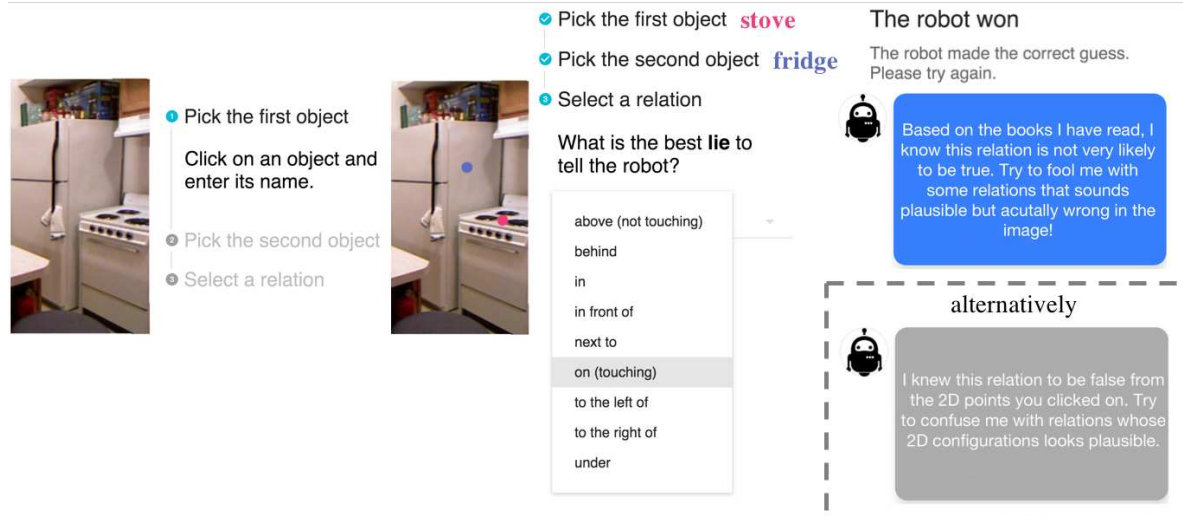 Pick the first object
Click on an object and
enter its name.
Pick the second object
Select a relation
Pick the first object stove
Pick the second object fridge
3 Select a relation
What is the best lie to
tell the robot?
above (not touching)
behind
in
in front of
next to
on (touching)
to the left of
to the right of
under
The robot won
The robot made the correct guess.
Please try again.
Based on the books I have read, I
know this relation is not very likely
to be true. Try to fool me with
some relations that sounds
plausible but acutally wrong in the
image!
alternatively
I knew this relation to be false from
the 2D points you clicked on. Try
to confuse me with relations whose
2D configurations looks plausible.